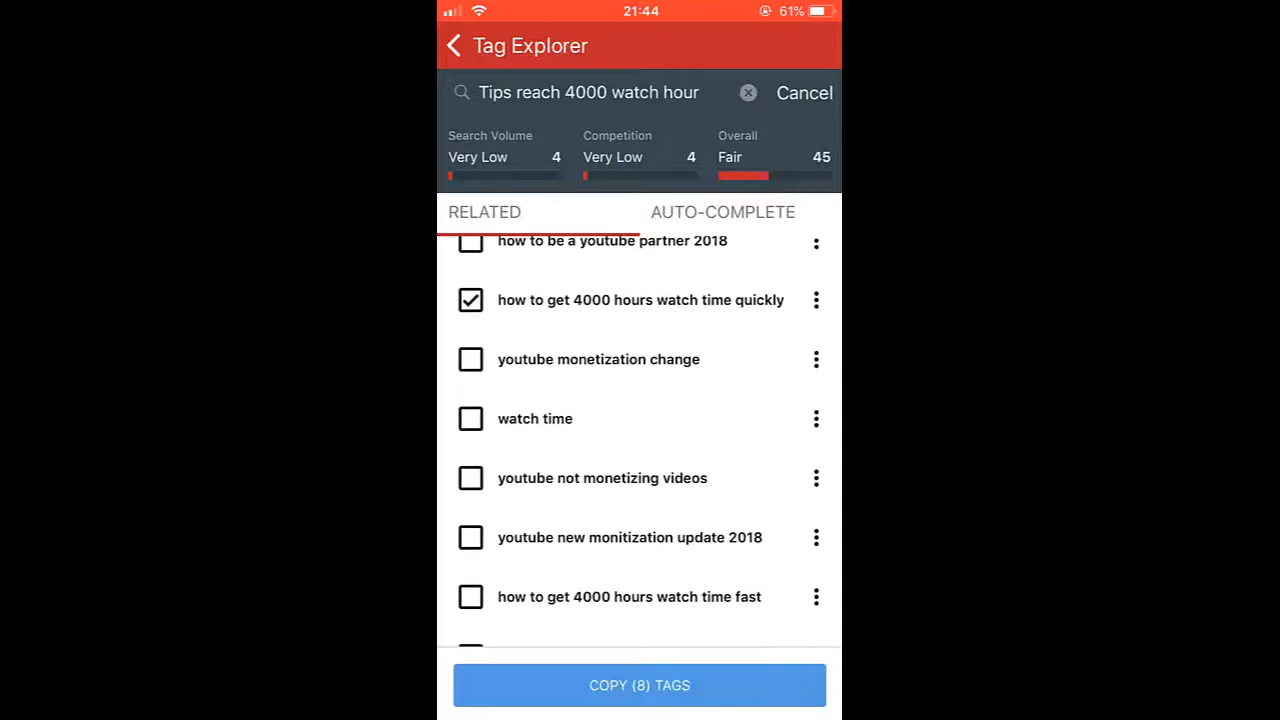 21:44
61%
Tag Explorer
Tips reach 4000 watch hour
Cancel
Search Volume
Very Low 4
Competition
Very Low 4
Overall
Fair 45
RELATED
AUTO-COMPLETE
how to be a youtube partner 2018
how to get 4000 hours watch time quickly
youtube monetization change
watch time
youtube not monetizing videos
youtube new monitization update 2018
how to get 4000 hours watch time fast
COPY (8) TAGS